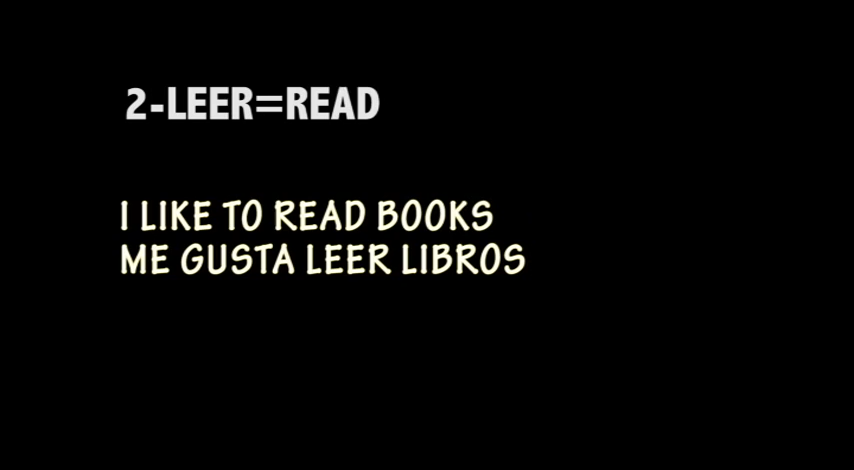 2-LEER=READ
I LIKE TO READ BOOKS
ME GUSTA LEER LIBROS